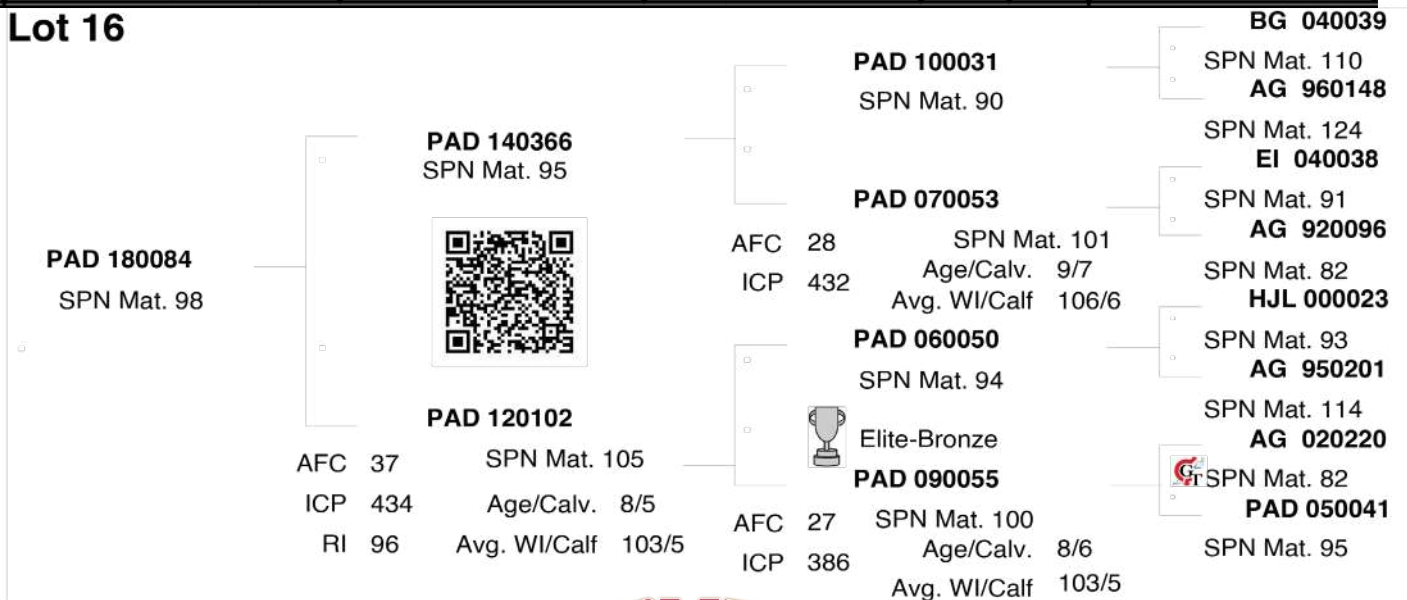 Lot 16
PAD 180084
SPN Mat. 98
PAD 140366
SPN Mat. 95
PAD 120102
AFC 37 SPN Mat. 105
ICP 434 Age/Calv. 8/5
RI 96 Avg. WI/Calf 103/5
PAD 100031
SPN Mat. 90
PAD 070053
AFC 28 SPN Mat. 101
ICP 432 Age/Calv. 9/7
Avg. WI/Calf 106/6
PAD 060050
SPN Mat. 94
Elite-Bronze
PAD 090055
AFC 27 SPN Mat. 100
ICP 386 Age/Calv. 8/6
Avg. WI/Calf 103/5
BG 040039
SPN Mat. 110
AG 960148
SPN Mat. 124
EI 040038
SPN Mat. 91
AG 920096
SPN Mat. 82
HJL 000023
SPN Mat. 93
AG 950201
SPN Mat. 114
AG 020220
GT SPN Mat. 82
PAD 050041
SPN Mat. 95